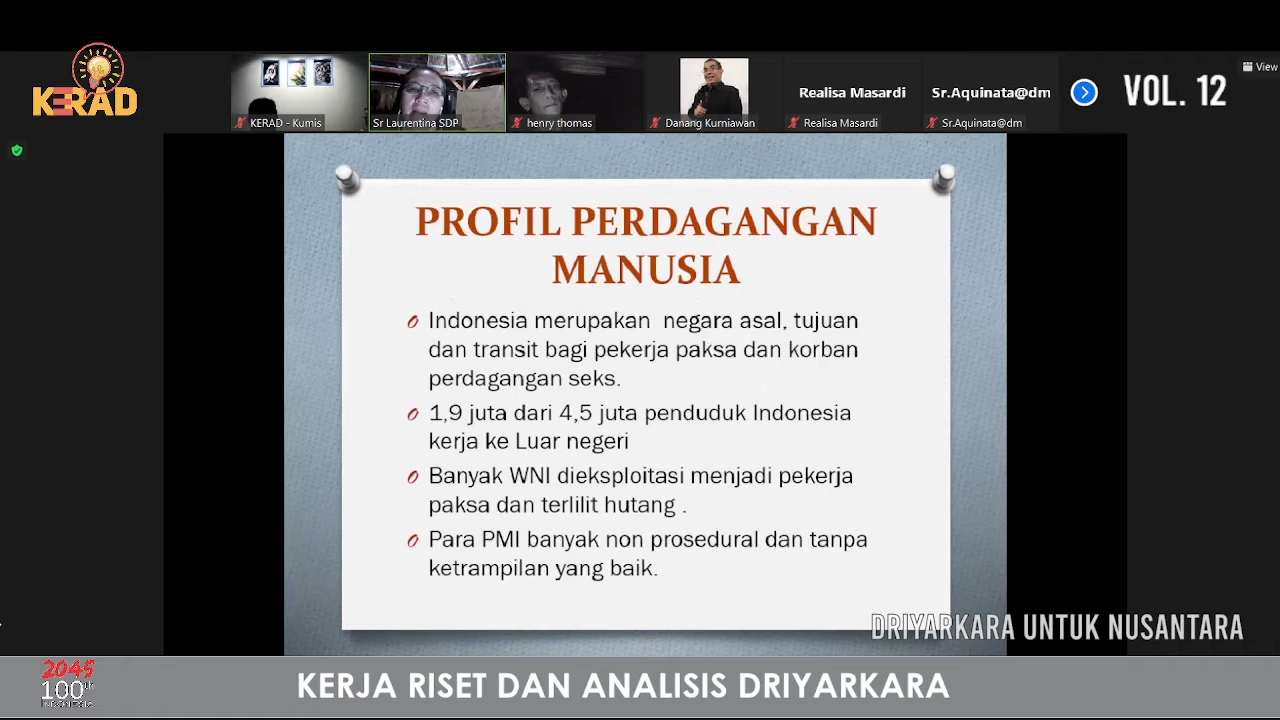 KERAD
VOL. 12
View
KERAD - Kumis
Sr Laurentina SDP
henry thomas
Danang Kurniawan
Realisa Masardi
Realisa Masardi
Sr.Aquinata@dm
Sr.Aquinata@dm
PROFIL PERDAGANGAN
MANUSIA
Indonesia merupakan negara asal, tujuan
dan transit bagi pekerja paksa dan korban
perdagangan seks.
1,9 juta dari 4,5 juta penduduk Indonesia
kerja ke Luar negeri
Banyak WNI dieksploitasi menjadi pekerja
paksa dan terlilit hutang .
Para PMI banyak non prosedural dan tanpa
ketrampilan yang baik.
DRIYARKARA UNTUK NUSANTARA
2045
100th
INDONESIA
KERJA RISET DAN ANALISIS DRIYARKARA